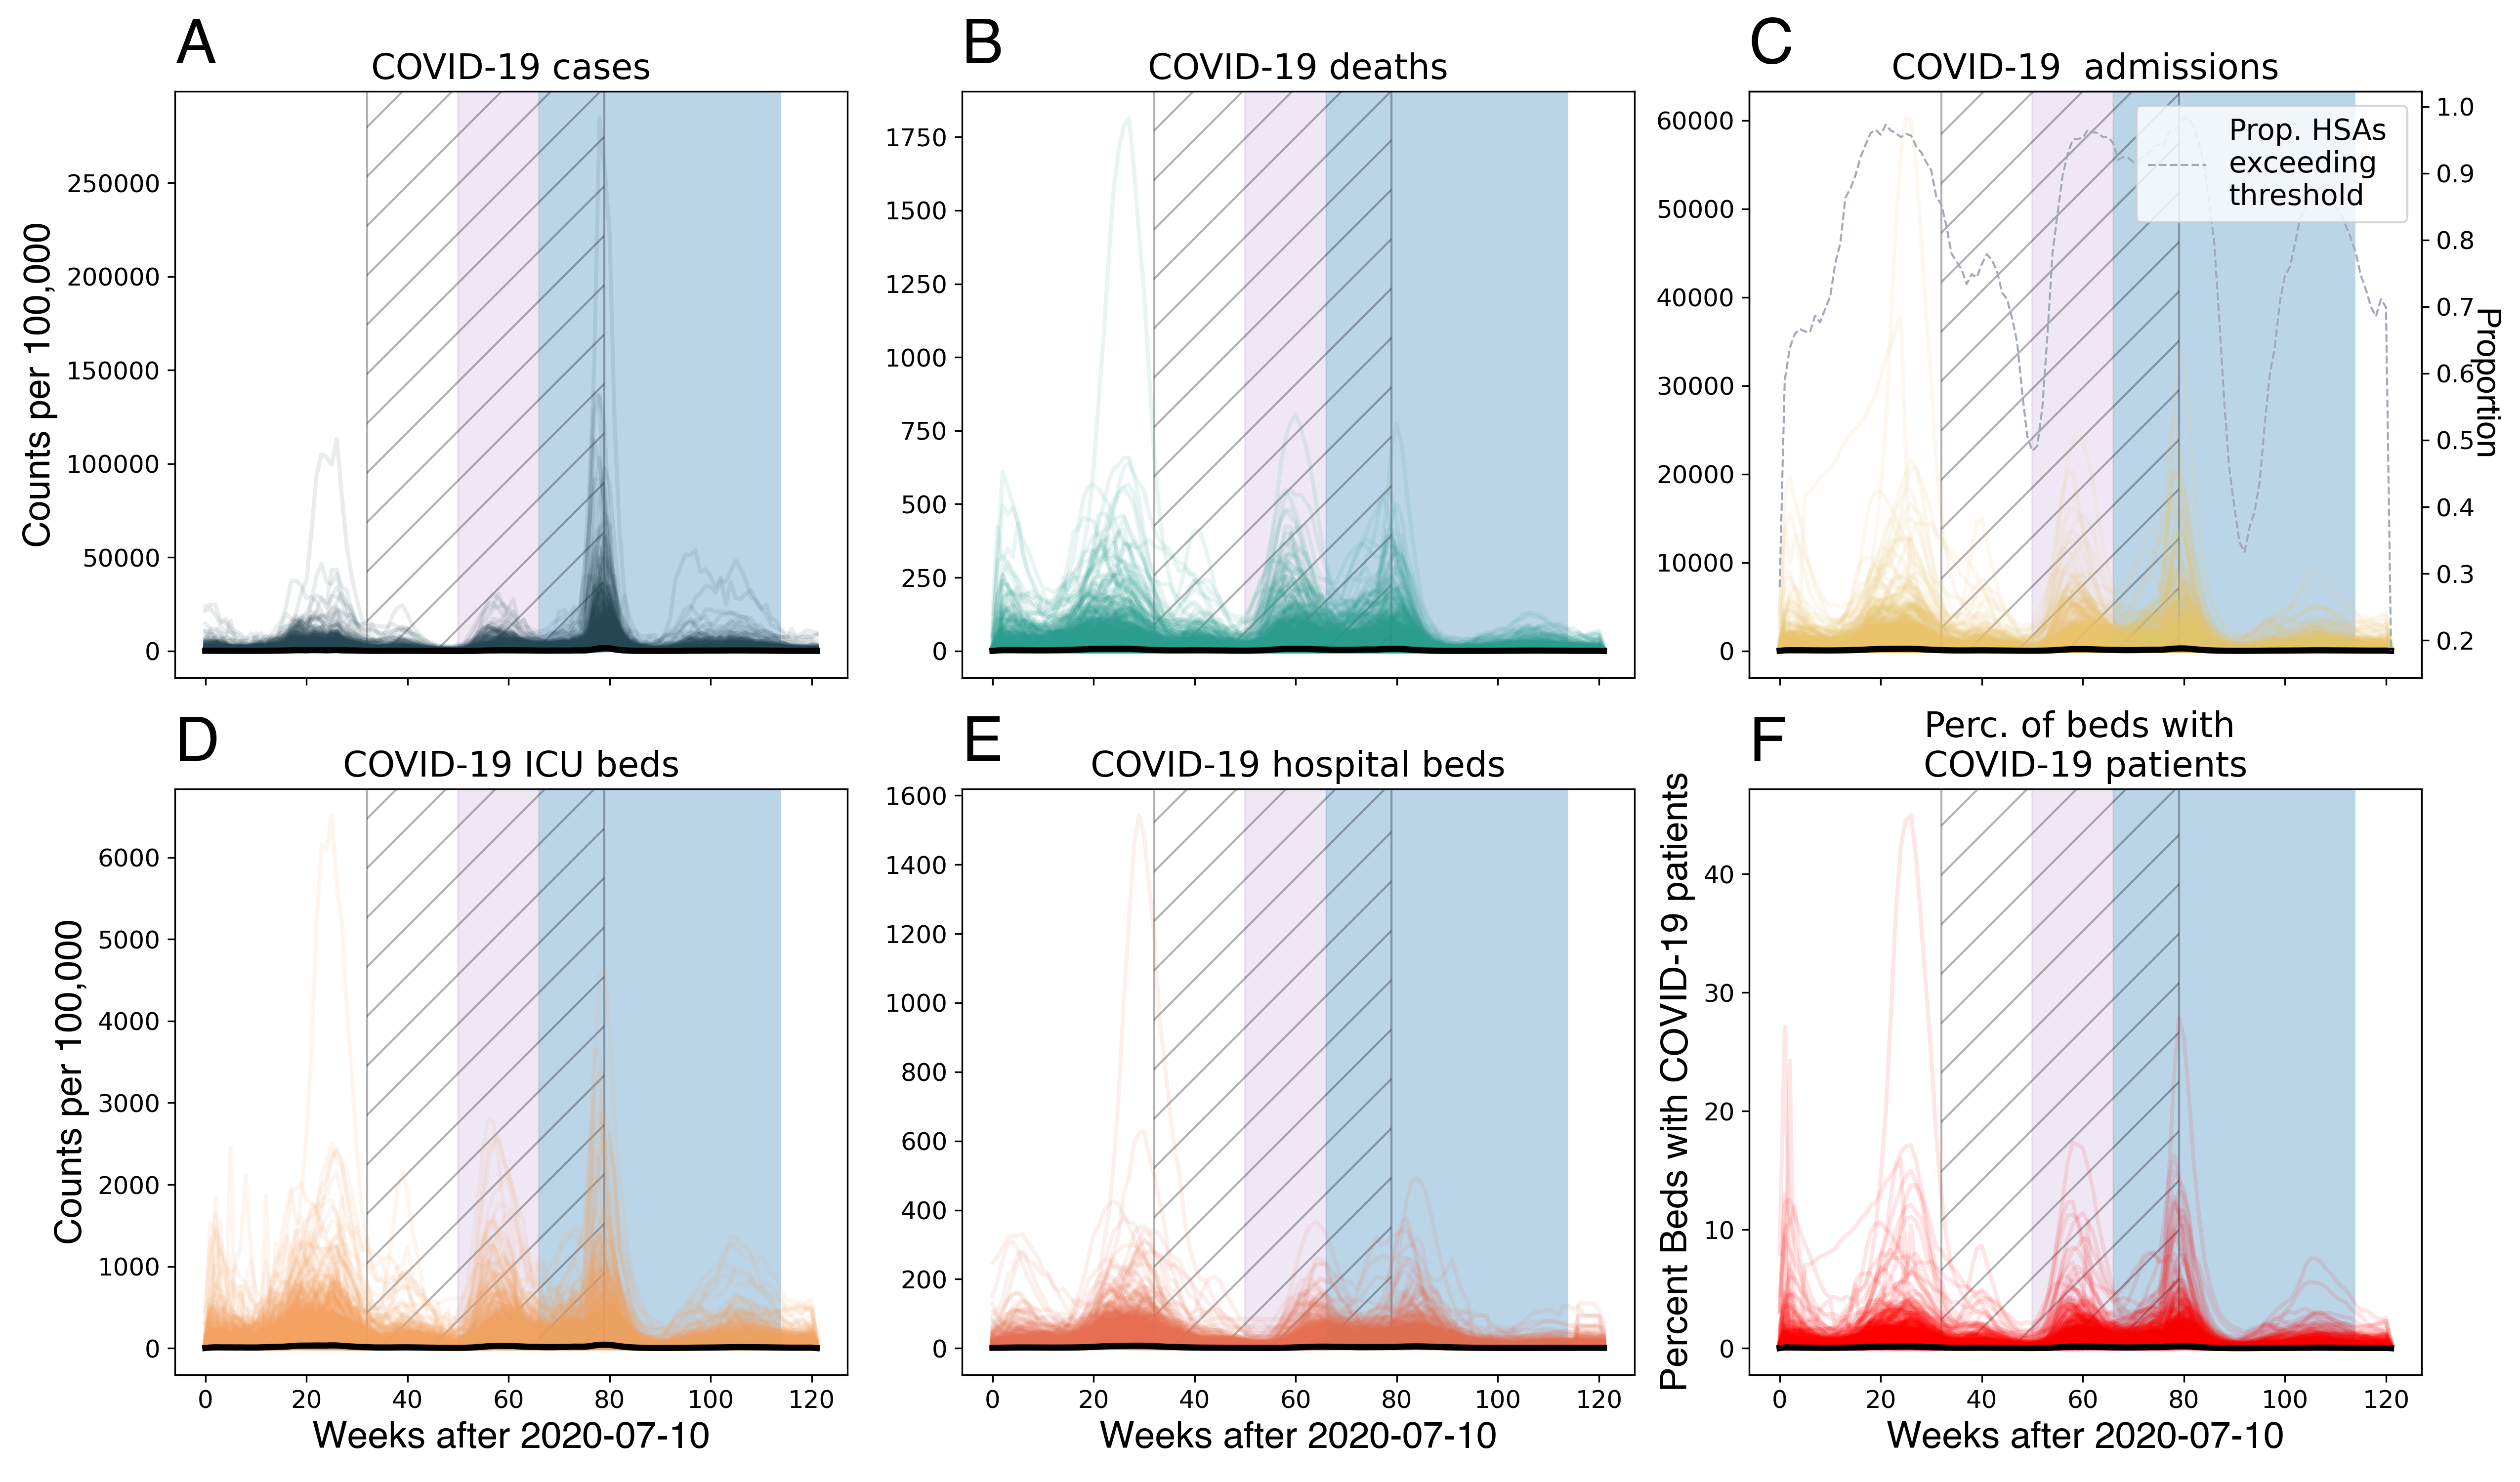 A
COVID-19 cases
B
COVID-19 deaths
C
COVID-19  admissions
Counts per 100,000
250000
200000
150000
100000
50000
0
1750
1500
1250
1000
750
500
250
0
60000
50000
40000
30000
20000
10000
0
Prop. HSAs
exceeding
threshold
1.0
0.9
0.8
0.7
0.6
0.5
0.4
0.3
0.2
Proportion
D
COVID-19 ICU beds
E
COVID-19 hospital beds
F
Perc. of beds with
COVID-19 patients
Counts per 100,000
6000
5000
4000
3000
2000
1000
0
0 20 40 60 80 100 120
Weeks after 2020-07-10
1600
1400
1200
1000
800
600
400
200
0
0 20 40 60 80 100 120
Weeks after 2020-07-10
Percent Beds with COVID-19 patients
40
30
20
10
0
0 20 40 60 80 100 120
Weeks after 2020-07-10